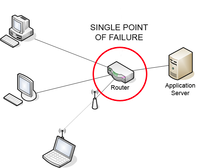 SINGLE POINT
OF FAILURE
Router
Application
Server